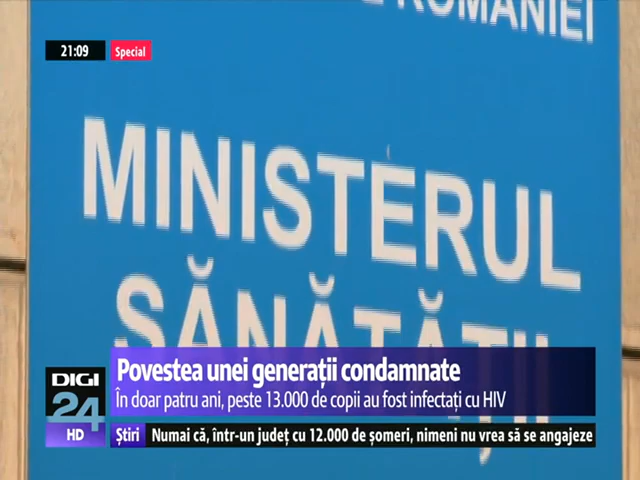 ROMÂNIEI
21:09
Special
MINISTERUL
SĂNĂTĂȚII
Povestea unei generații condamnate
În doar patru ani, peste 13.000 de copii au fost infectați cu HIV
DIGI
24
HD
Știri
Numai că, într-un județ cu 12.000 de șomeri, nimeni nu vrea să se angajeze